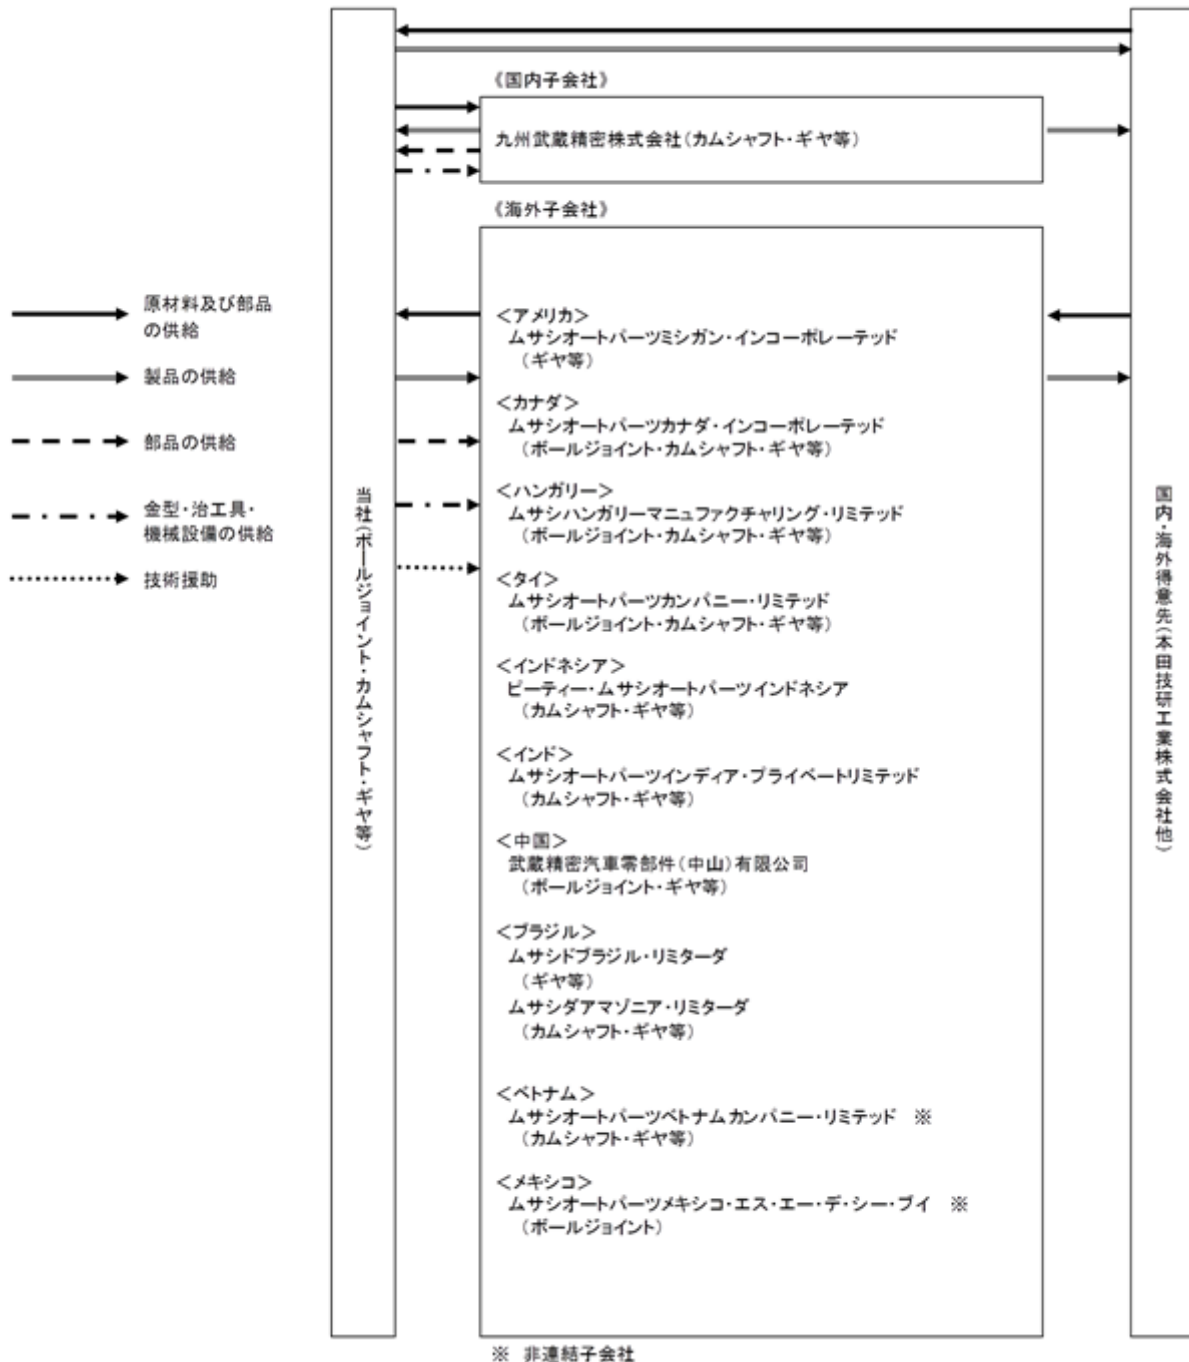 《国内子会社》
九州武蔵精密株式会社(カムシャフト・ギヤ等)
《海外子会社》
原材料及び部品
の供給
製品の供給
部品の供給
金型・治工具・
機械設備の供給
技術援助
当社(ボールジョイント・カムシャフト・ギヤ等)
<アメリカ>
ムサシオートパーツミシガン・インコーポレーテッド
(ギヤ等)
<カナダ>
ムサシオートパーツカナダ・インコーポレーテッド
(ボールジョイント・カムシャフト・ギヤ等)
<ハンガリー>
ムサシハンガリーマニュファクチャリング・リミテッド
(ボールジョイント・カムシャフト・ギヤ等)
<タイ>
ムサシオートパーツカンパニー・リミテッド
(ボールジョイント・カムシャフト・ギヤ等)
<インドネシア>
ピーティー・ムサシオートパーツインドネシア
(カムシャフト・ギヤ等)
<インド>
ムサシオートパーツインディア・プライベートリミテッド
(カムシャフト・ギヤ等)
<中国>
武蔵精密汽車零部件(中山)有限公司
(ボールジョイント・ギヤ等)
<ブラジル>
ムサシドブラジル・リミターダ
(ギヤ等)
ムサシダアマゾニア・リミターダ
(カムシャフト・ギヤ等)
<ベトナム>
ムサシオートパーツベトナムカンパニー・リミテッド ※
(カムシャフト・ギヤ等)
<メキシコ>
ムサシオートパーツメキシコ・エス・エー・デ・シー・ブイ ※
(ボールジョイント)
国内・海外得意先(本田技研工業株式会社他)
※ 非連結子会社